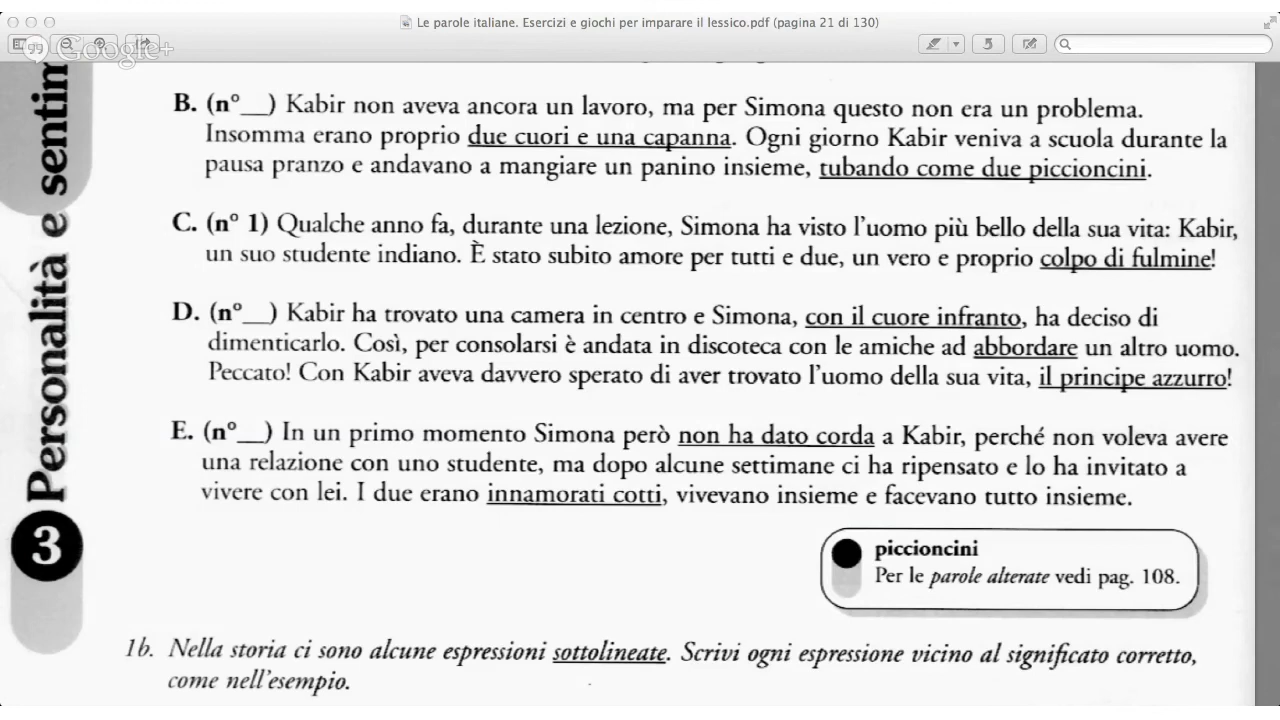 Le parole italiane. Esercizi e giochi per imparare il lessico.pdf (pagina 21 di 130)
Google+
B. (n°__) Kabir non aveva ancora un lavoro, ma per Simona questo non era un problema.
Insomma erano proprio due cuori e una capanna. Ogni giorno Kabir veniva a scuola durante la
pausa pranzo e andavano a mangiare un panino insieme, tubando come due piccioncini.
C. (n° 1) Qualche anno fa, durante una lezione, Simona ha visto l'uomo più bello della sua vita: Kabir,
un suo studente indiano. È stato subito amore per tutti e due, un vero e proprio colpo di fulmine!
D. (n°__) Kabir ha trovato una camera in centro e Simona, con il cuore infranto, ha deciso di
dimenticarlo. Così, per consolarsi è andata in discoteca con le amiche ad abbordare un altro uomo.
Peccato! Con Kabir aveva davvero sperato di aver trovato l'uomo della sua vita, il principe azzurro!
E. (n°__) In un primo momento Simona però non ha dato corda a Kabir, perché non voleva avere
una relazione con uno studente, ma dopo alcune settimane ci ha ripensato e lo ha invitato a
vivere con lei. I due erano innamorati cotti, vivevano insieme e facevano tutto insieme.
piccioncini
Per le parole alterate vedi pag. 108.
1b. Nella storia ci sono alcune espressioni sottolineate. Scrivi ogni espressione vicino al significato corretto,
come nell'esempio.
3 Personalità e sentim